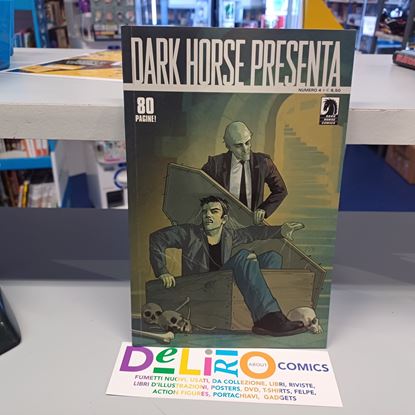 DARK HORSE PRESENTA
NUMERO 4 • € 6,50
80
PAGINE!
DARK
HORSE
COMICS
DeLiRiO
ABOUT
COMICS
FUMETTI NUOVI, USATI, DA COLLEZIONE, LIBRI, RIVISTE,
LIBRI D'ILLUSTRAZIONI, POSTERS, DVD, T-SHIRTS, FELPE,
ACTION FIGURES, PORTACHIAVI, GADGETS